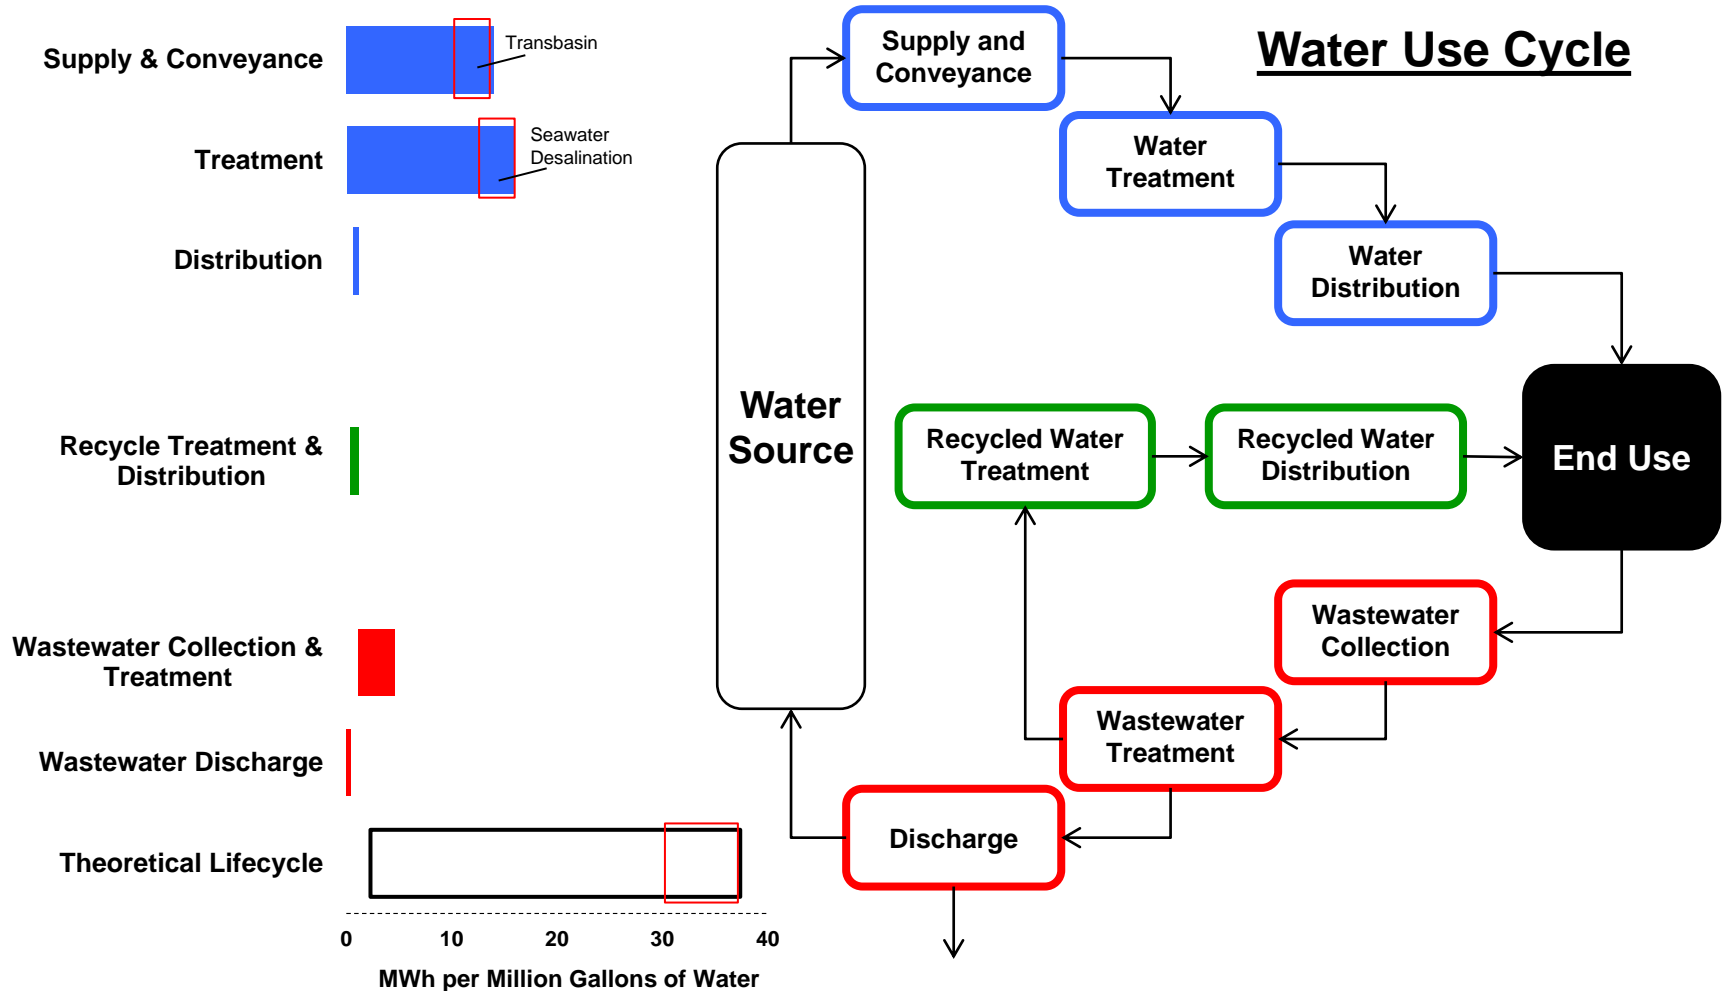 Water Use Cycle
Supply & Conveyance
Transbasin
Treatment
Seawater
Desalination
Distribution
Recycle Treatment &
Distribution
Wastewater Collection &
Treatment
Wastewater Discharge
Theoretical Lifecycle
0 10 20 30 40
MWh per Million Gallons of Water
Water
Source
Supply and
Conveyance
Water
Treatment
Water
Distribution
Recycled Water
Treatment
Recycled Water
Distribution
End Use
Wastewater
Collection
Wastewater
Treatment
Discharge